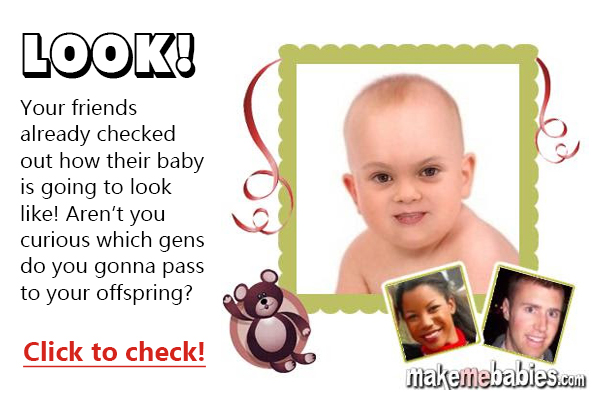 LOOK!
Your friends
already checked
out how their baby
is going to look
like! Aren't you
curious which gens
do you gonna pass
to your offspring?
Click to check!
makemebabies.com